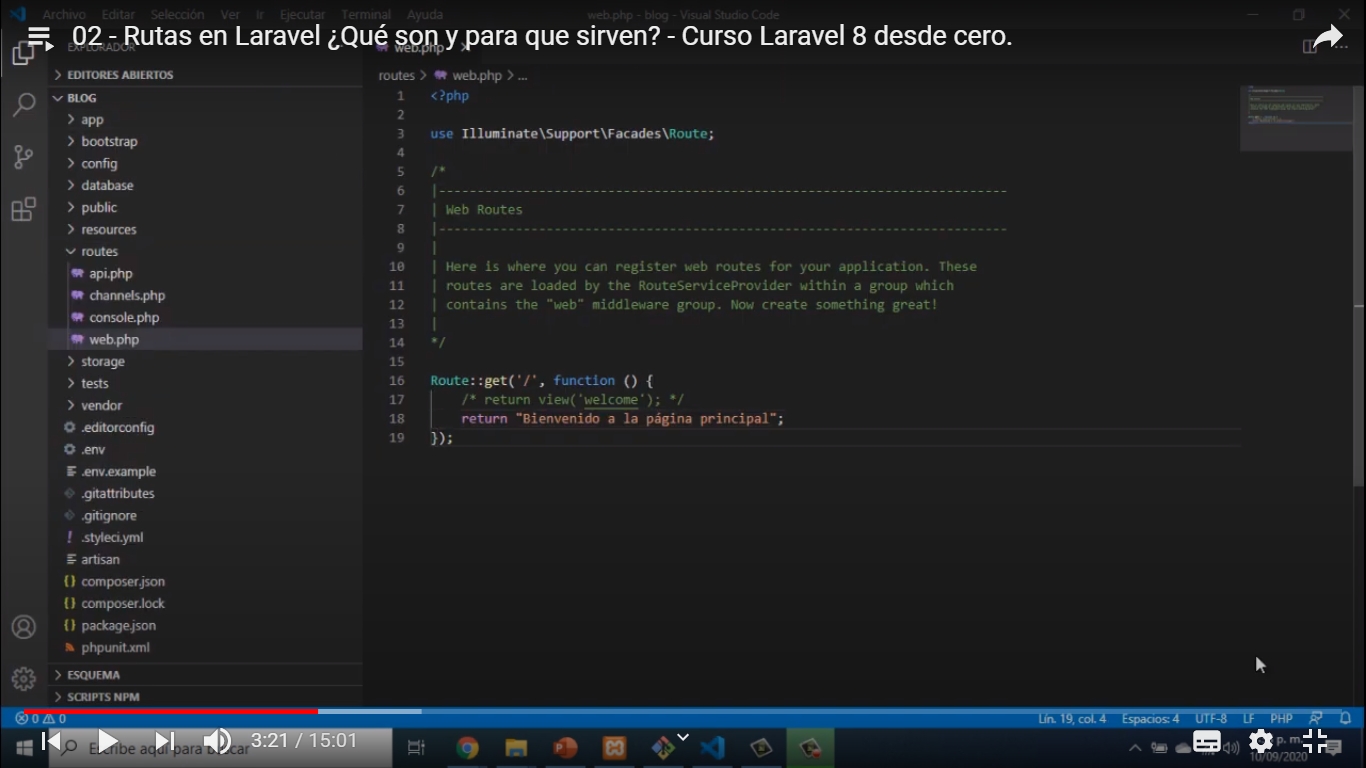 Archivo Editar Selección Ver Ir Ejecutar Terminal Ayuda
web.php - blog - Visual Studio Code
02 - Rutas en Laravel ¿Qué son y para que sirven? - Curso Laravel 8 desde cero.
EXPLORADOR
web.php
EDITORES ABIERTOS
BLOG
app
bootstrap
config
database
public
resources
routes
api.php
channels.php
console.php
web.php
storage
tests
vendor
.editorconfig
.env
.env.example
.gitattributes
.gitignore
.styleci.yml
artisan
composer.json
composer.lock
package.json
phpunit.xml
ESQUEMA
SCRIPTS NPM
routes > web.php > ...
1 <?php
2
3 use Illuminate\Support\Facades\Route;
4
5 /*
6 |--------------------------------------------------------------------------
7 | Web Routes
8 |--------------------------------------------------------------------------
9 |
10 | Here is where you can register web routes for your application. These
11 | routes are loaded by the RouteServiceProvider within a group which
12 | contains the "web" middleware group. Now create something great!
13 |
14 */
15
16 Route::get('/', function () {
17 /* return view('welcome'); */
18 return "Bienvenido a la página principal";
19 });
0 0
Lín. 19, col. 4 Espacios: 4 UTF-8 LF PHP
Escribe aquí para buscar
3:21 / 15:01
p. m.
10/09/2020